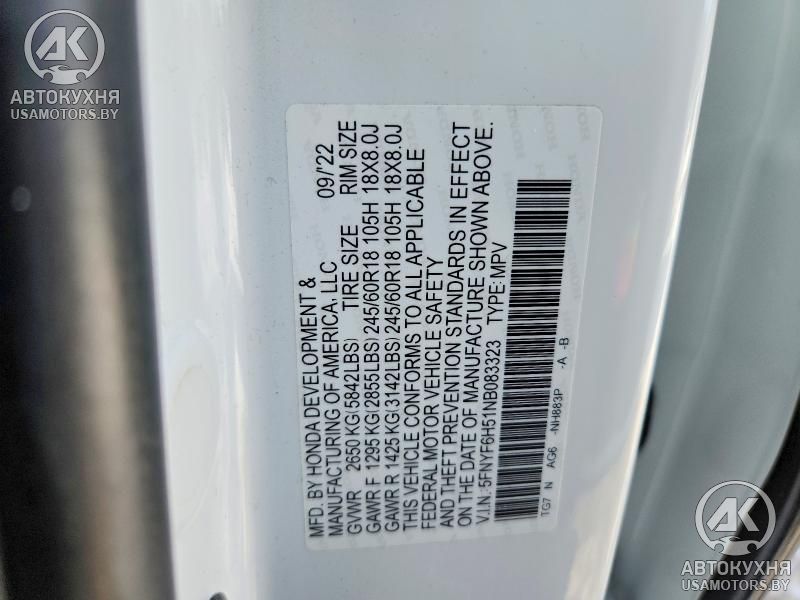 AK
АВТОКУХНЯ
USAMOTORS.BY
MFD. BY HONDA DEVELOPMENT & 09/'22
MANUFACTURING OF AMERICA, LLC
GVWR 2650 KG(5842LBS) TIRE SIZE RIM SIZE
GAWR F 1295 KG(2855LBS) 245/60R18 105H 18X8.0J
GAWR R 1425 KG(3142LBS) 245/60R18 105H 18X8.0J
THIS VEHICLE CONFORMS TO ALL APPLICABLE
FEDERAL MOTOR VEHICLE SAFETY
AND THEFT PREVENTION STANDARDS IN EFFECT
ON THE DATE OF MANUFACTURE SHOWN ABOVE.
V.I.N.: 5FNYF6H51NB083323 TYPE: MPV
TG7 N AG6 -NH883P -A -B
AK
АВТОКУХНЯ
USAMOTORS.BY